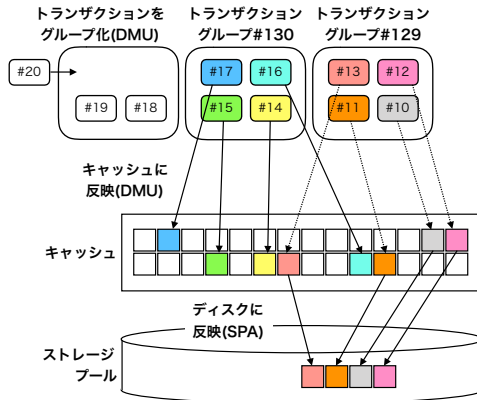 トランザクションを
グループ化(DMU)
トランザクション
グループ#130
トランザクション
グループ#129
#20
#19
#18
#17
#16
#15
#14
#13
#12
#11
#10
キャッシュに
反映(DMU)
キャッシュ
ディスクに
反映(SPA)
ストレージ
プール